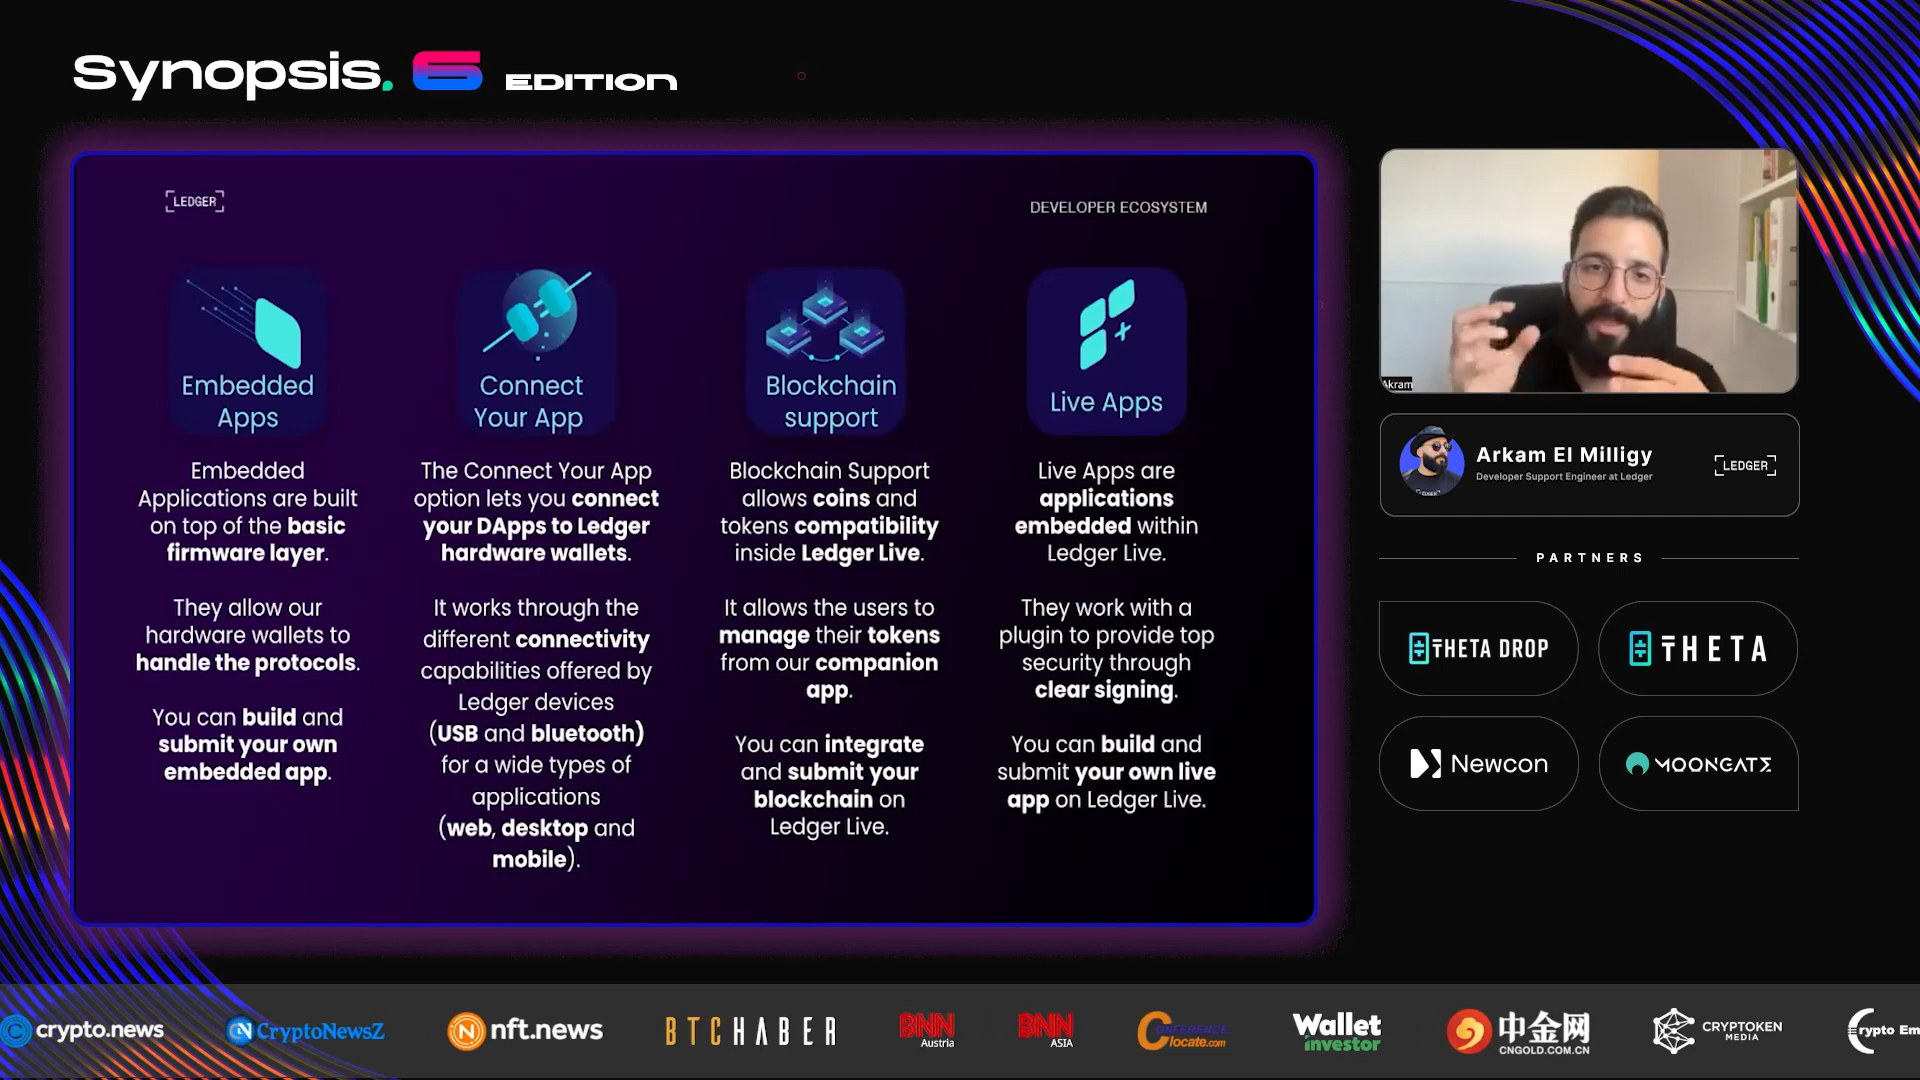 Synopsis. 6 EDITION
LEDGER
DEVELOPER ECOSYSTEM
Embedded
Apps
Embedded
Applications are built
on top of the basic
firmware layer.
They allow our
hardware wallets to
handle the protocols.
You can build and
submit your own
embedded app.
Connect
Your App
The Connect Your App
option lets you connect
your DApps to Ledger
hardware wallets.
It works through the
different connectivity
capabilities offered by
Ledger devices
(USB and bluetooth)
for a wide types of
applications
(web, desktop and
mobile).
Blockchain
support
Blockchain Support
allows coins and
tokens compatibility
inside Ledger Live.
It allows the users to
manage their tokens
from our companion
app.
You can integrate
and submit your
blockchain on
Ledger Live.
Live Apps
Live Apps are
applications
embedded within
Ledger Live.
They work with a
plugin to provide top
security through
clear signing.
You can build and
submit your own live
app on Ledger Live.
Akram
Arkam El Milligy
Developer Support Engineer at Ledger
LEDGER
PARTNERS
THETA DROP
THETA
Newcon
MOONGATE
crypto.news
CryptoNewsZ
nft.news
BTCHABER
BNN
Austria
BNN
ASIA
CONFERENCE
locate.com
Wallet
investor
中金网
CNGOLD.COM.CN
CRYPTOKEN
MEDIA
Crypto Em